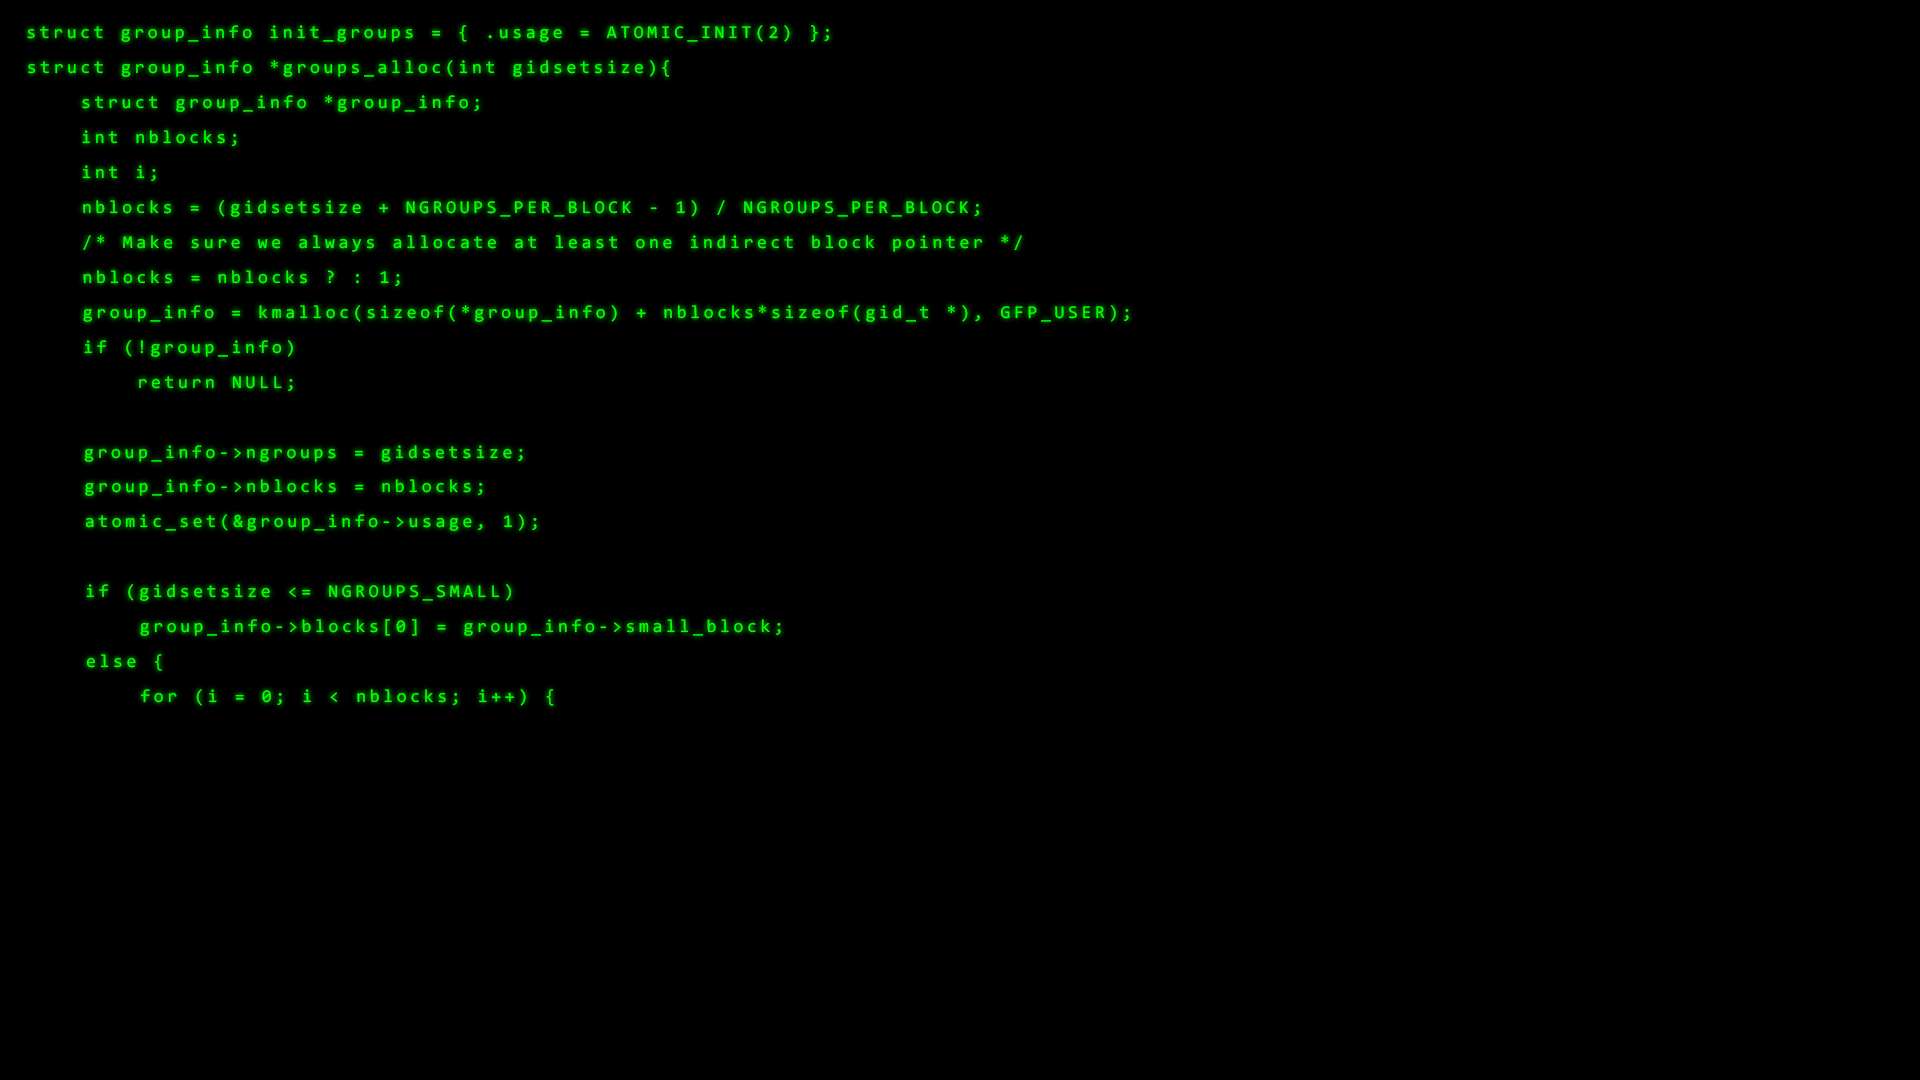 struct group_info init_groups = { .usage = ATOMIC_INIT(2) };
struct group_info *groups_alloc(int gidsetsize){
struct group_info *group_info;
int nblocks;
int i;
nblocks = (gidsetsize + NGROUPS_PER_BLOCK - 1) / NGROUPS_PER_BLOCK;
/* Make sure we always allocate at least one indirect block pointer */
nblocks = nblocks ? : 1;
group_info = kmalloc(sizeof(*group_info) + nblocks*sizeof(gid_t *), GFP_USER);
if (!group_info)
return NULL;
group_info->ngroups = gidsetsize;
group_info->nblocks = nblocks;
atomic_set(&group_info->usage, 1);
if (gidsetsize <= NGROUPS_SMALL)
group_info->blocks[0] = group_info->small_block;
else {
for (i = 0; i < nblocks; i++) {